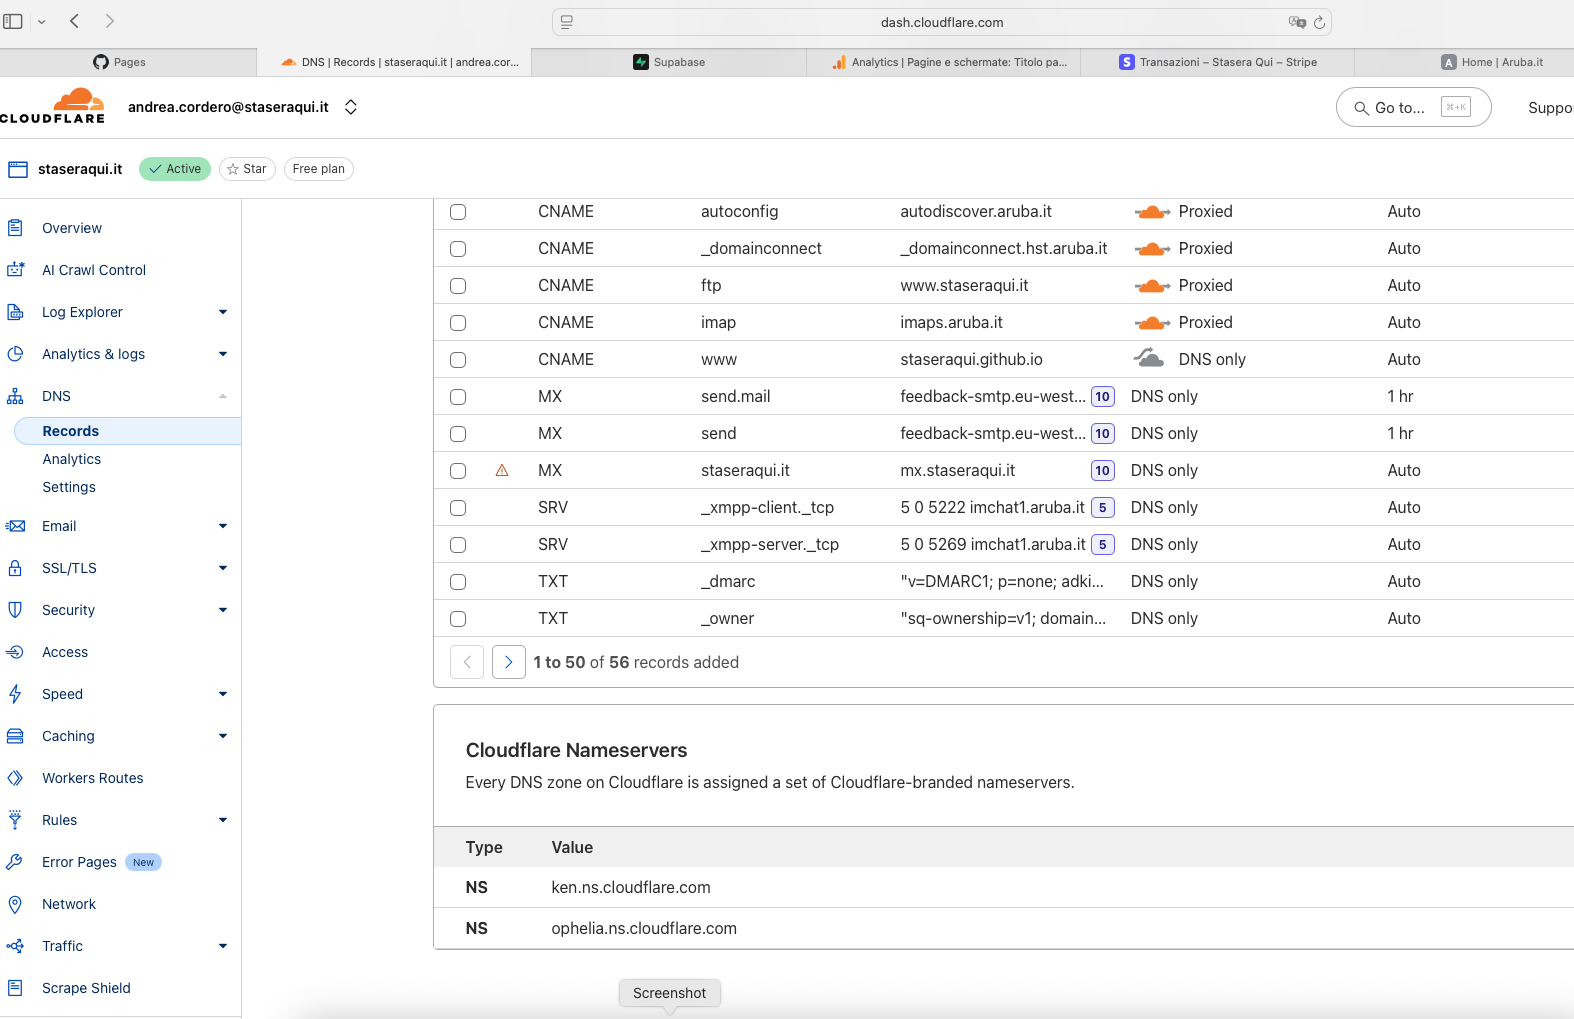 dash.cloudflare.com
Pages
DNS | Records | staseraqui.it | andrea.cor...
Supabase
Analytics | Pagine e schermate: Titolo pa...
S Transazioni – Stasera Qui – Stripe
A Home | Aruba.it
CLOUDFLARE
andrea.cordero@staseraqui.it
Go to... ⌘+K
Suppo
staseraqui.it Active Star Free plan
Overview
AI Crawl Control
Log Explorer
Analytics & logs
DNS
Records
Analytics
Settings
Email
SSL/TLS
Security
Access
Speed
Caching
Workers Routes
Rules
Error Pages New
Network
Traffic
Scrape Shield
CNAME autoconfig autodiscover.aruba.it Proxied Auto
CNAME _domainconnect _domainconnect.hst.aruba.it Proxied Auto
CNAME ftp www.staseraqui.it Proxied Auto
CNAME imap imaps.aruba.it Proxied Auto
CNAME www staseraqui.github.io DNS only Auto
MX send.mail feedback-smtp.eu-west... 10 DNS only 1 hr
MX send feedback-smtp.eu-west... 10 DNS only 1 hr
MX staseraqui.it mx.staseraqui.it 10 DNS only Auto
SRV _xmpp-client._tcp 5 0 5222 imchat1.aruba.it 5 DNS only Auto
SRV _xmpp-server._tcp 5 0 5269 imchat1.aruba.it 5 DNS only Auto
TXT _dmarc "v=DMARC1; p=none; adki... DNS only Auto
TXT _owner "sq-ownership=v1; domain... DNS only Auto
1 to 50 of 56 records added
Cloudflare Nameservers
Every DNS zone on Cloudflare is assigned a set of Cloudflare-branded nameservers.
Type Value
NS ken.ns.cloudflare.com
NS ophelia.ns.cloudflare.com
Screenshot